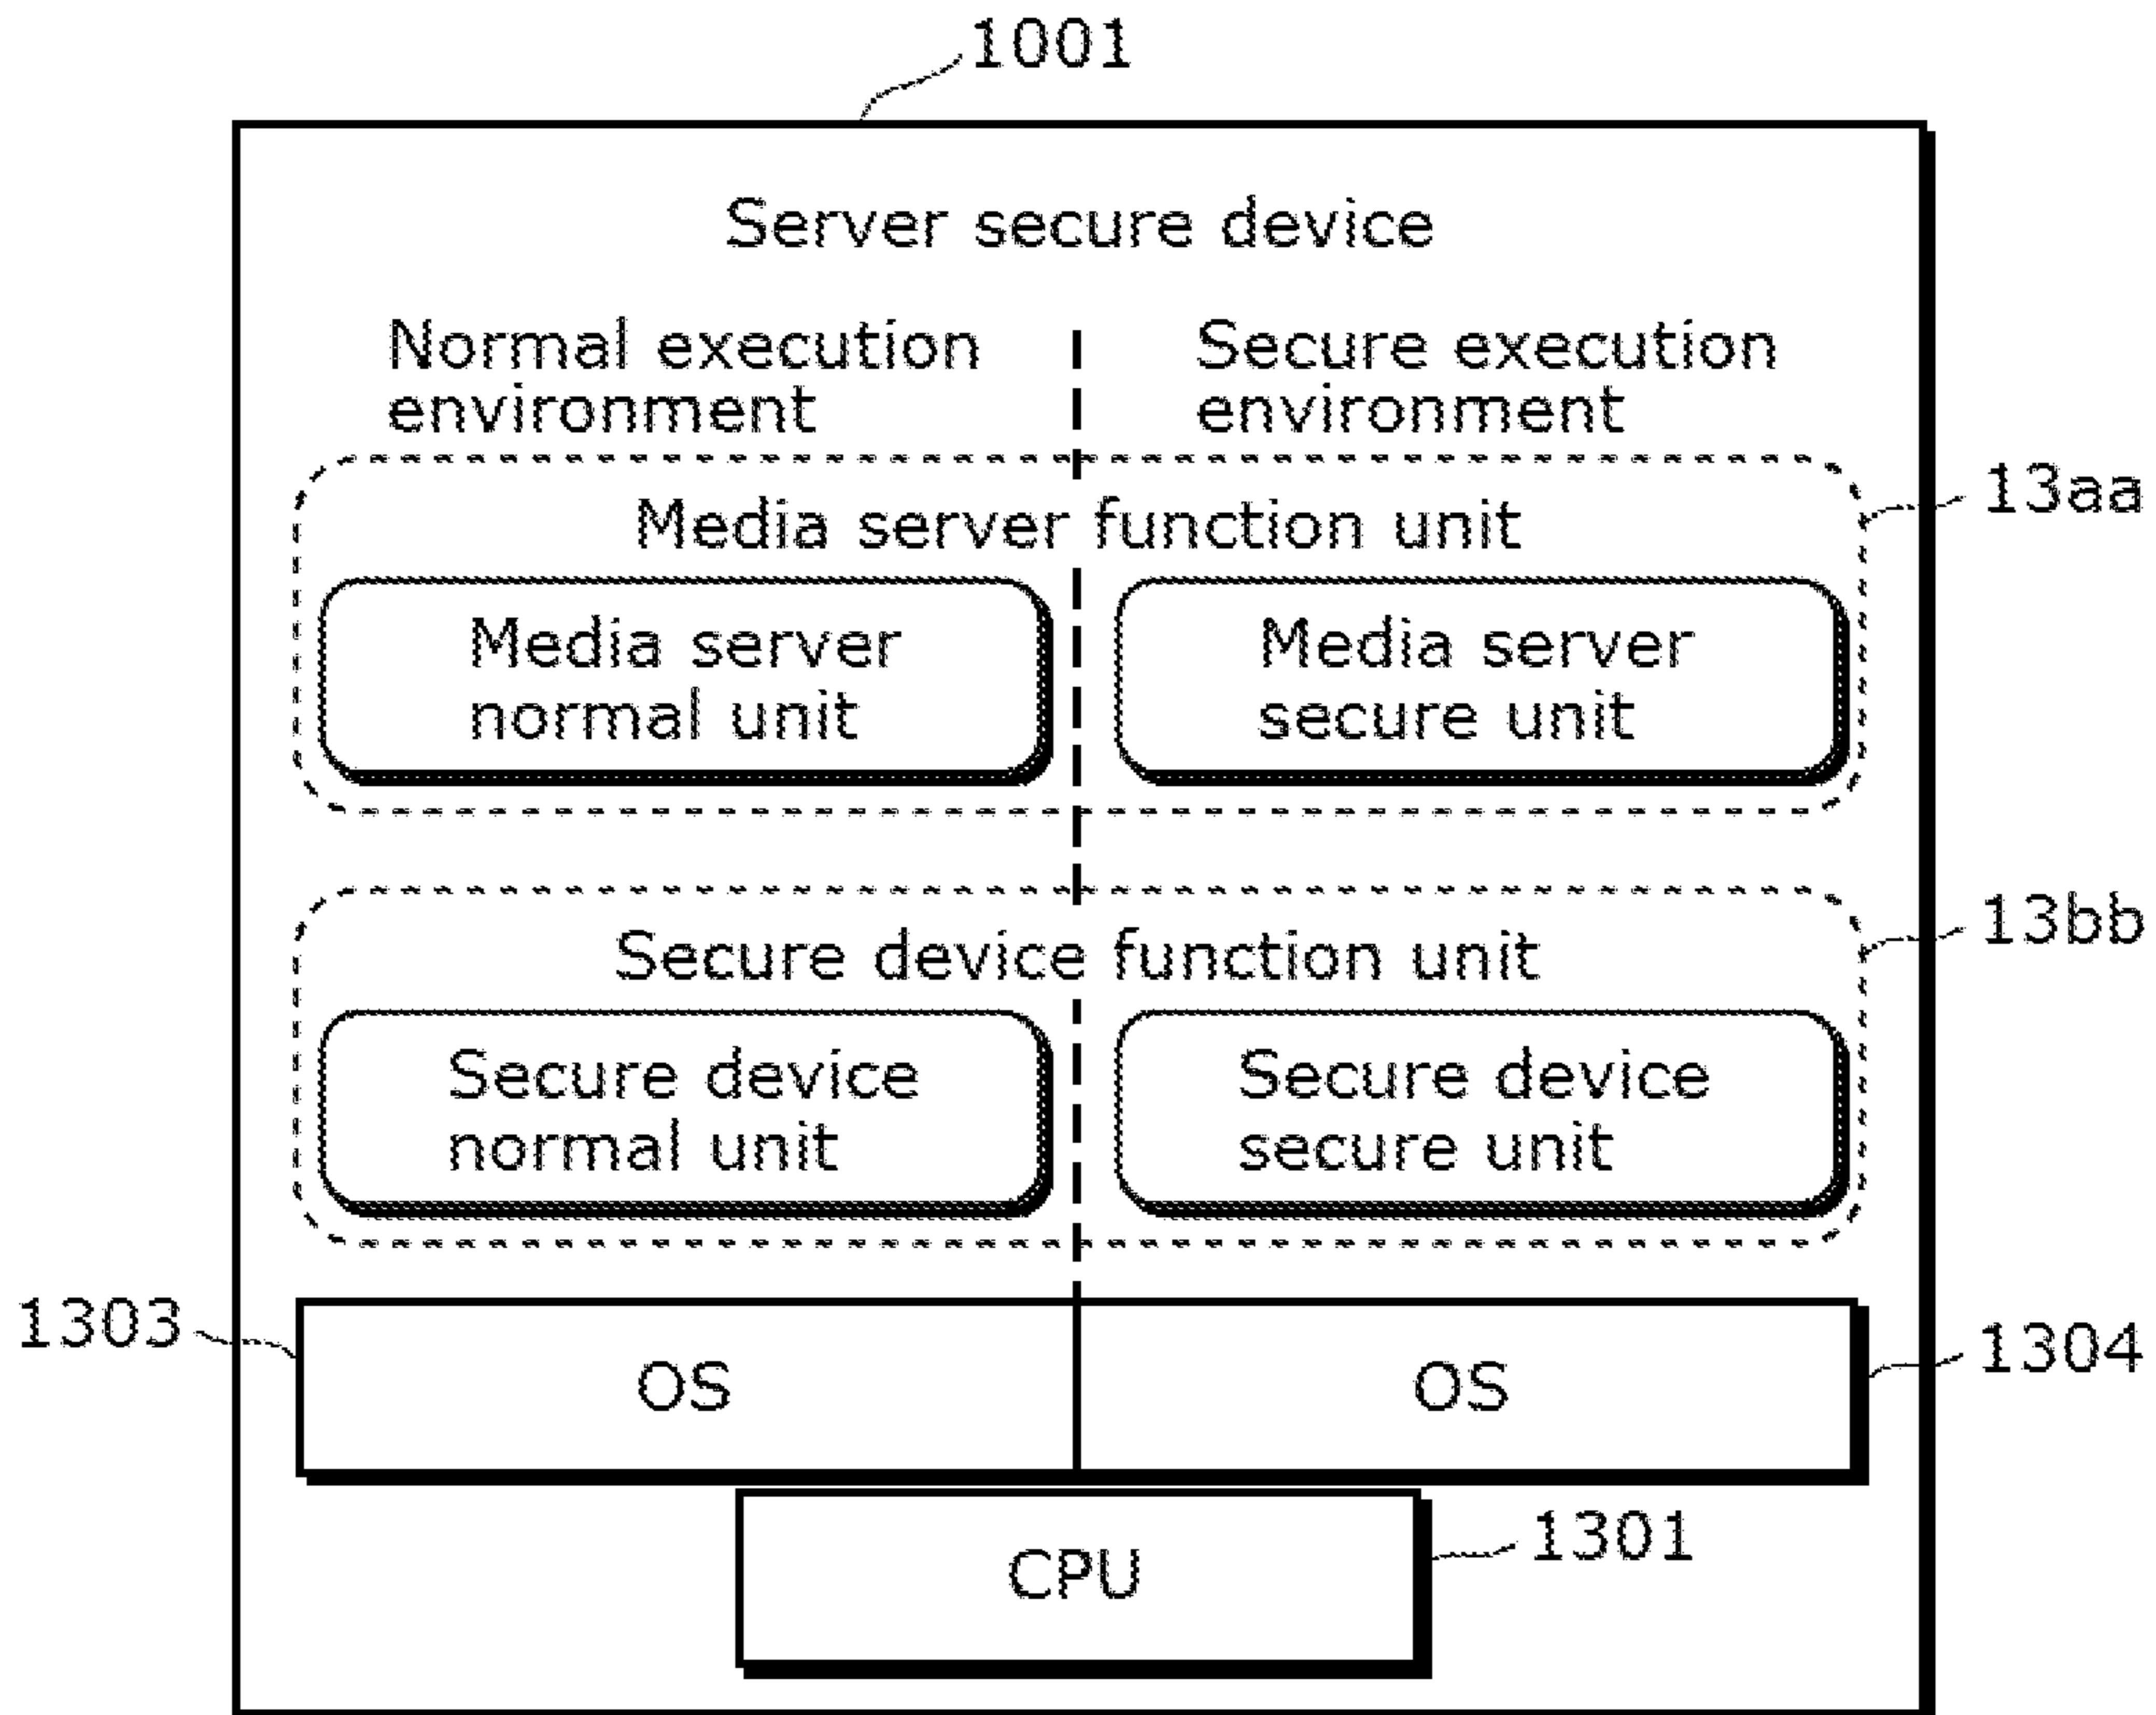 1001
Server secure device
Normal execution
environment
Secure execution
environment
13aa
Media server function unit
Media server
normal unit
Media server
secure unit
13bb
Secure device function unit
Secure device
normal unit
Secure device
secure unit
1303
OS
OS
1304
CPU
1301